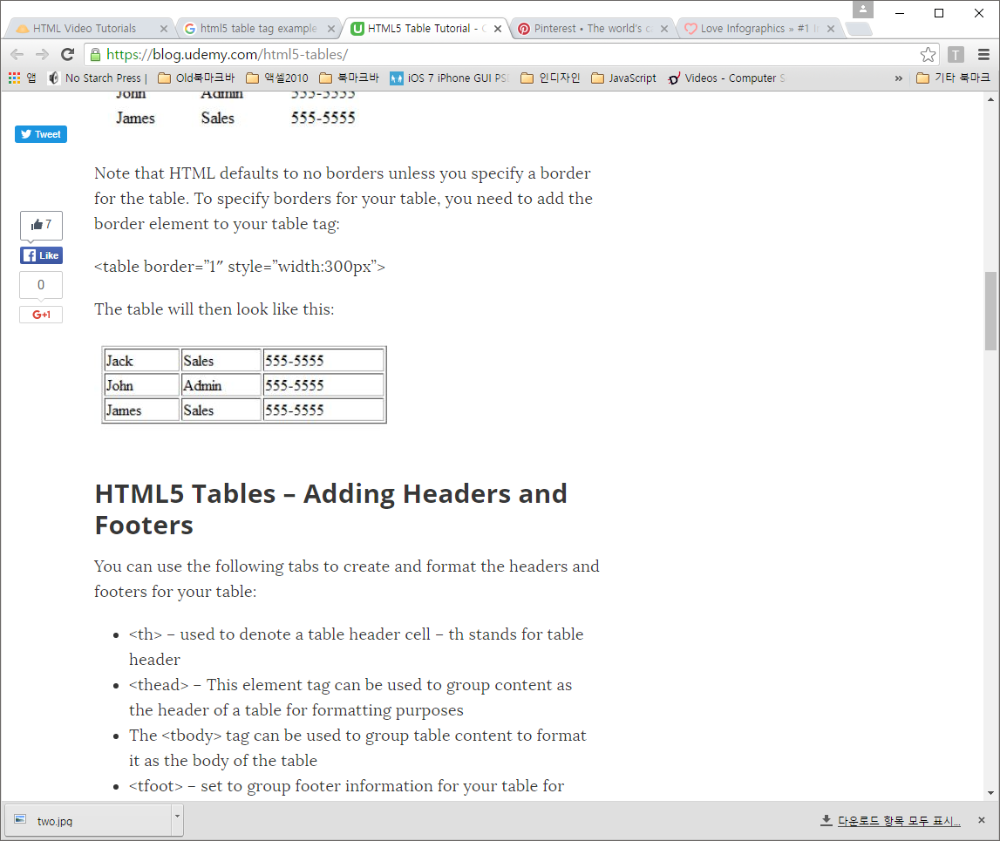 HTML Video Tutorials
html5 table tag example
HTML5 Table Tutorial -
Pinterest • The world's
Love Infographics » #1
https://blog.udemy.com/html5-tables/
T
앱
No Starch Press |
Old북마크바
액셀2010
북마크바
iOS 7 iPhone GUI PS
인디자인
JavaScript
Videos - Computer S
»
기타 북마크
John Admin 555-5555
James Sales 555-5555
Tweet
Note that HTML defaults to no borders unless you specify a border
for the table. To specify borders for your table, you need to add the
border element to your table tag:
7
Like
0
G+1
<table border=”1″ style=”width:300px”>
The table will then look like this:
Jack Sales 555-5555
John Admin 555-5555
James Sales 555-5555
HTML5 Tables – Adding Headers and
Footers
You can use the following tabs to create and format the headers and
footers for your table:
• <th> – used to denote a table header cell – th stands for table
header
• <thead> – This element tag can be used to group content as
the header of a table for formatting purposes
• The <tbody> tag can be used to group table content to format
it as the body of the table
• <tfoot> – set to group footer information for your table for
two.jpg
다운로드 항목 모두 표시...